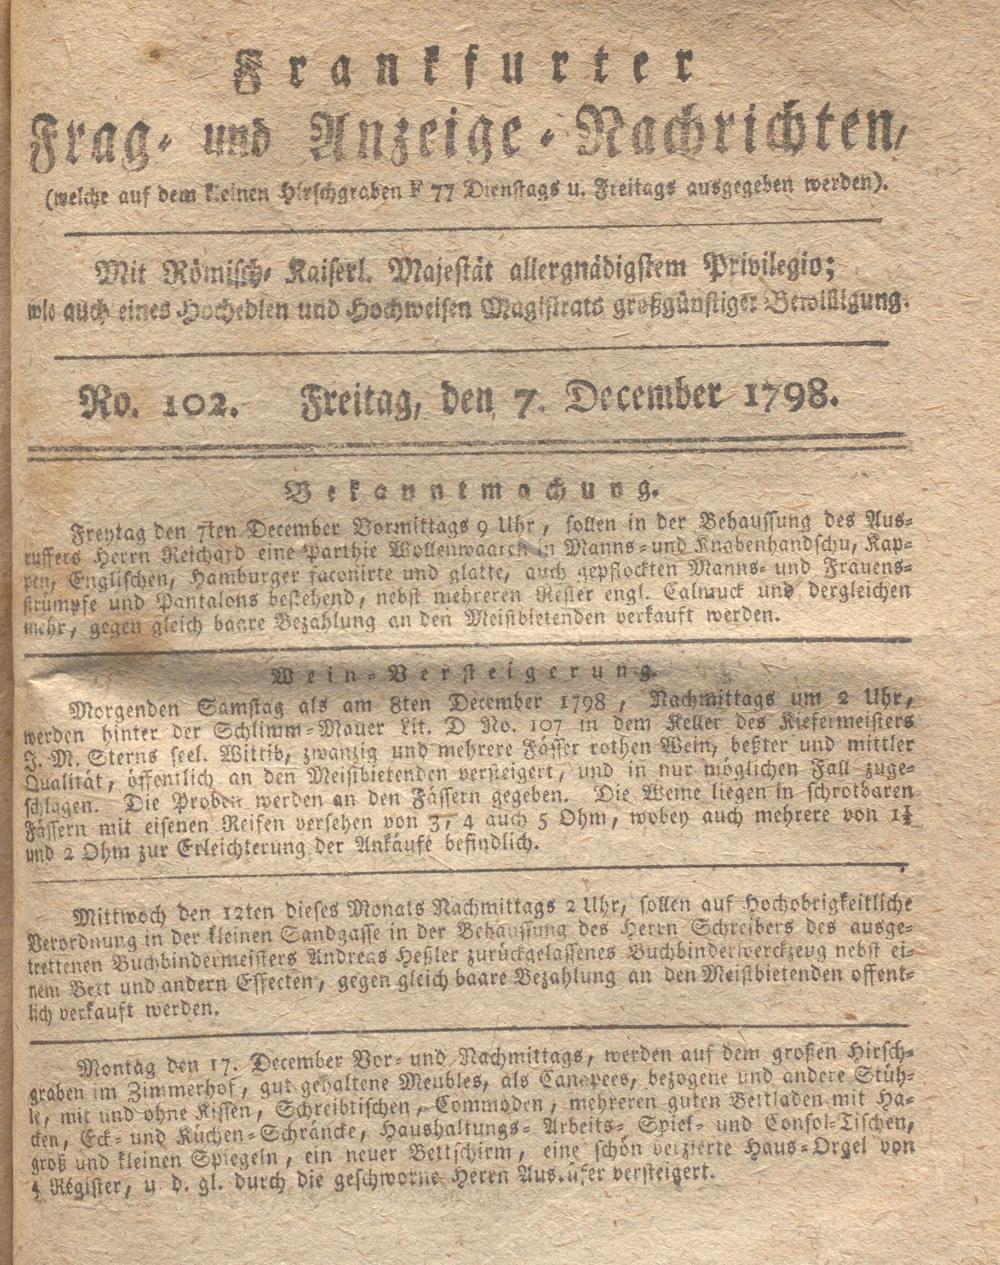 Frankfurter
Frag- und Anzeige-Nachrichten,
(welche auf dem kleinen Hirschgraben F 77 Dienstags u. Freitags ausgegeben werden).
Mit Römisch- Kaiserl. Majestät allergnädigstem Privilegio;
wie auch eines Hochedlen und Hochweisen Magistrats großgünstiger Bewilligung.
No. 102. Freitag, den 7. December 1798.
Bekanntmachung.
Freytag den 7ten December Vormittags 9 Uhr, sollen in der Behaussung des Aus-
ruffers Herrn Reichard eine Parthie Wollenwaaren in Manns- und Knabenhandschu, Kap-
pen, Englischen, Hamburger faconirte und glatte, auch gepflockten Manns- und Frauens-
strümpfe und Pantalons bestehend, nebst mehreren Rester engl. Calmuck und dergleichen
mehr, gegen gleich baare Bezahlung an den Meistbietenden verkauft werden.
Wein-Versteigerung.
Morgenden Samstag als am 8ten December 1798, Nachmittags um 2 Uhr,
werden hinter der Schlimm-Mauer Lit. D No. 107 in dem Keller des Kiefermeisters
J. M. Sterns seel. Wittib, zwanzig und mehrere Fässer rothen Wein, beßter und mittler
Qualität, öffentlich an den Meistbietenden versteigert, und in nur möglichen Fall zuge-
schlagen. Die Proben werden an den Fässern gegeben. Die Weine liegen in schrotbaren
Fässern mit eisenen Reifen versehen von 3, 4 auch 5 Ohm, wobey auch mehrere von 1½
und 2 Ohm zur Erleichterung der Ankäufe befindlich.
Mittwoch den 12ten dieses Monats Nachmittags 2 Uhr, sollen auf Hochobrigkeitliche
Verordnung in der kleinen Sandgasse in der Behaussung des Herrn Schreibers des ausge-
trettenen Buchbindermeisters Andreas Heßler zurückgelassenes Buchbinderwerckzeug nebst ei-
nem Bett und andern Effecten, gegen gleich baare Bezahlung an den Meistbietenden offent-
lich verkauft werden.
Montag den 17. December Vor- und Nachmittags, werden auf dem großen Hirsch-
graben im Zimmerhof, gut gehaltene Meubles, als Canapees, bezogene und andere Stüh-
le, mit und ohne Kissen, Schreibtischen, Commoden, mehreren guten Bettladen mit Ha-
cken, Eck- und Küchen-Schräncke, Haushaltungs- Arbeits- Spiel- und Consol-Tischen,
groß und kleinen Spiegeln, ein neuer Bettschirm, eine schön verzierte Haus-Orgel von
4 Register, u. d. gl. durch die geschworne Herrn Ausrüfer versteigert.